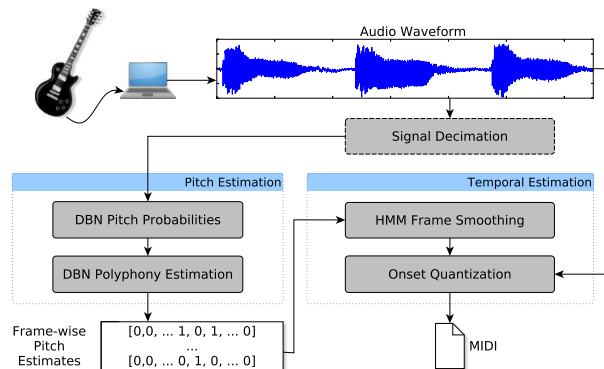 Audio Waveform
Signal Decimation
Pitch Estimation
DBN Pitch Probabilities
DBN Polyphony Estimation
Temporal Estimation
HMM Frame Smoothing
Onset Quantization
Frame-wise
Pitch
Estimates
[0,0, ... 1, 0, 1, ... 0]
...
[0,0, ... 0, 1, 0, ... 0]
MIDI